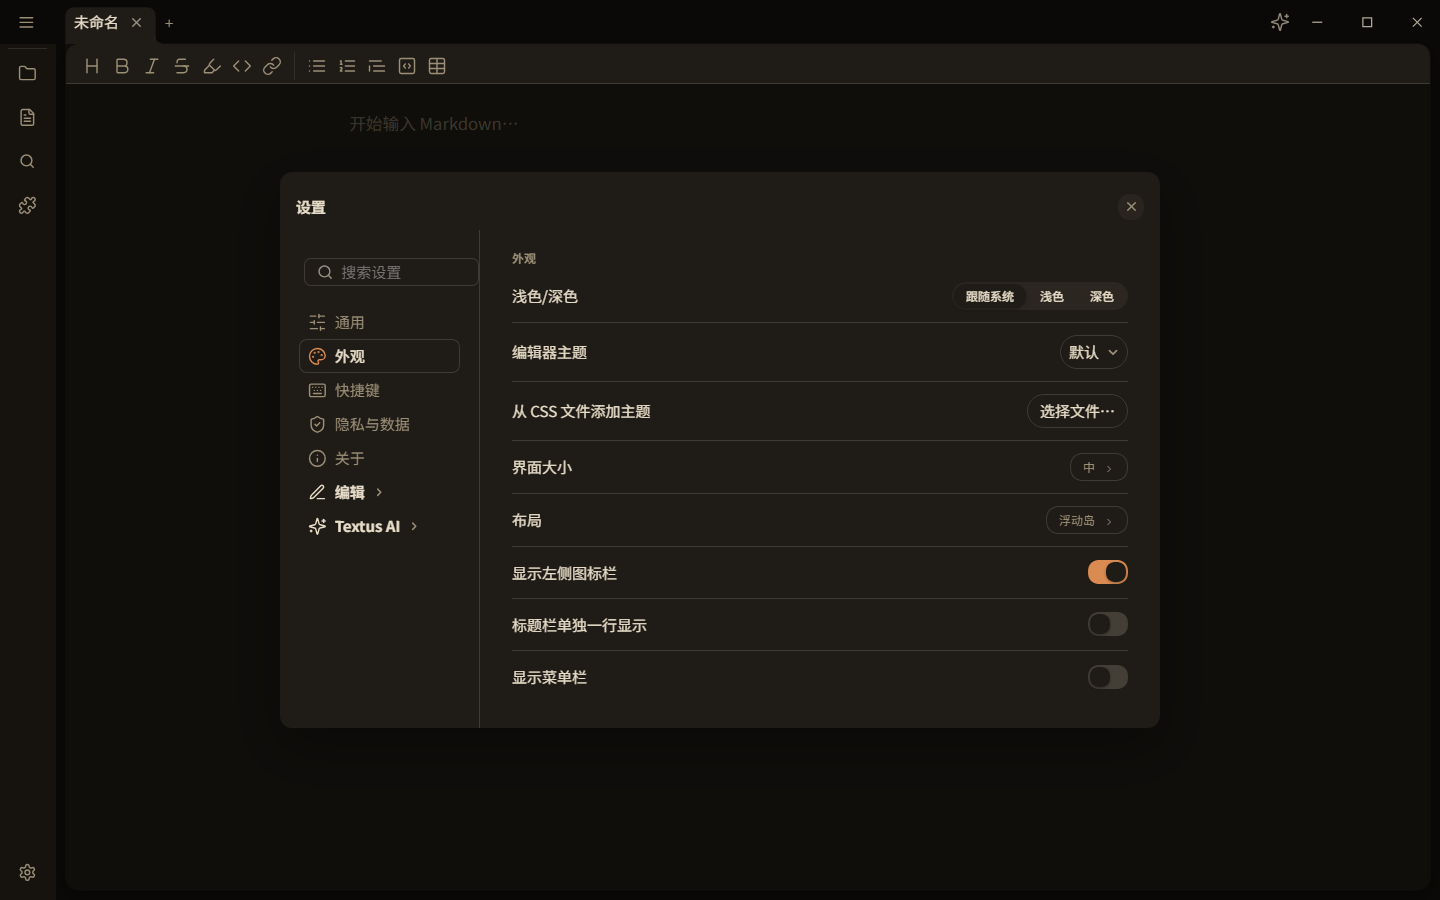 未命名
开始输入 Markdown…
设置
搜索设置
通用
外观
快捷键
隐私与数据
关于
编辑
Textus AI
外观
浅色/深色
跟随系统 浅色 深色
编辑器主题
默认
从 CSS 文件添加主题
选择文件…
界面大小
中
布局
浮动岛
显示左侧图标栏
标题栏单独一行显示
显示菜单栏